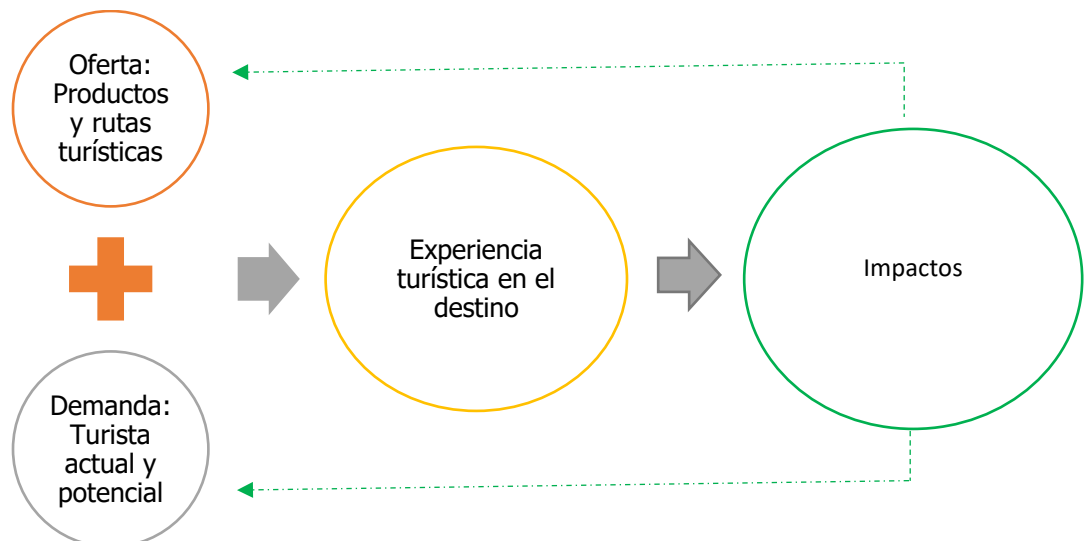 Oferta:
Productos
y rutas
turísticas
Experiencia
turística en el
destino
Impactos
Demanda:
Turista
actual y
potencial